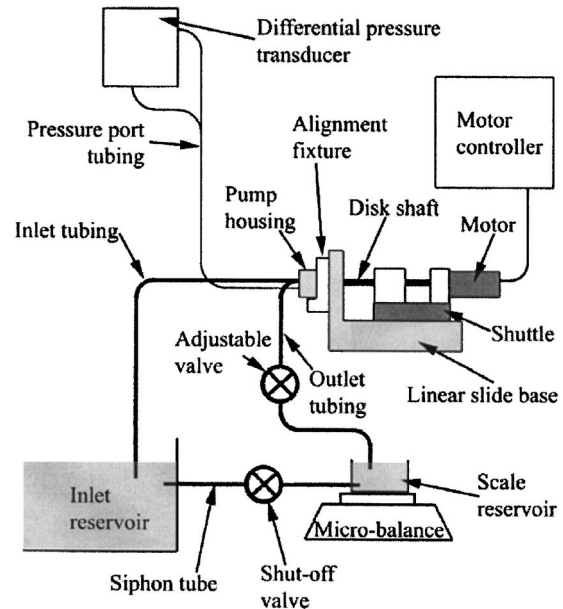 Differential pressure
transducer
Pressure port
tubing
Alignment
fixture
Motor
controller
Pump
housing
Disk shaft
Motor
Inlet tubing
Shuttle
Adjustable
valve
Outlet
tubing
Linear slide base
Inlet
reservoir
Scale
reservoir
Micro-balance
Siphon tube
Shut-off
valve